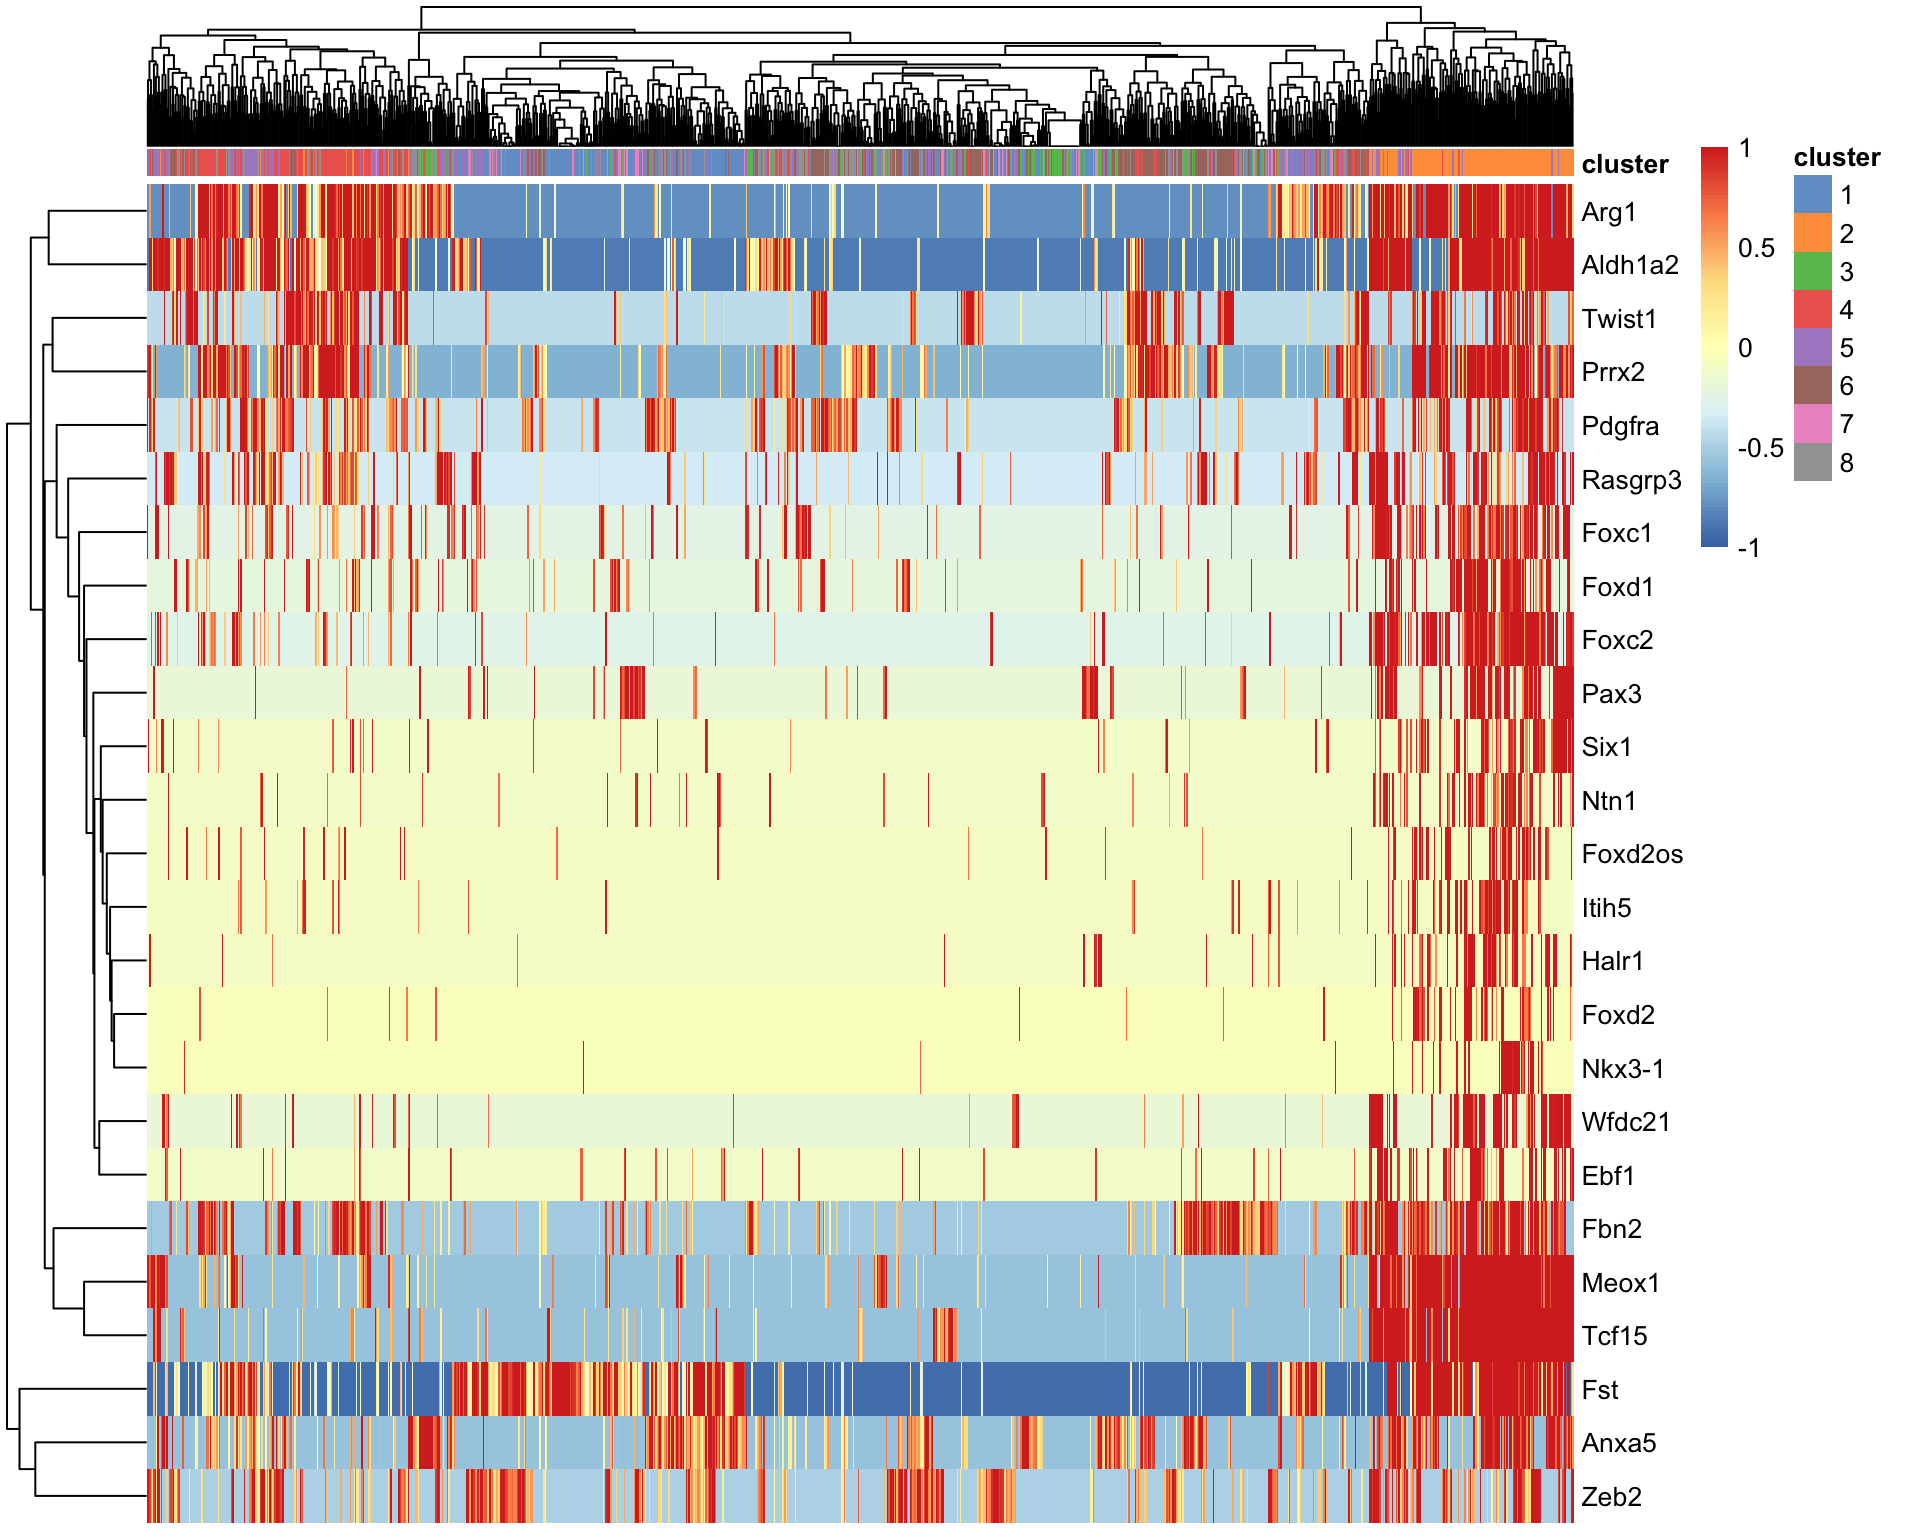 cluster
Arg1
Aldh1a2
Twist1
Prrx2
Pdgfra
Rasgrp3
Foxc1
Foxd1
Foxc2
Pax3
Six1
Ntn1
Foxd2os
Itih5
Halr1
Foxd2
Nkx3-1
Wfdc21
Ebf1
Fbn2
Meox1
Tcf15
Fst
Anxa5
Zeb2
1
0.5
0
-0.5
-1
cluster
1
2
3
4
5
6
7
8